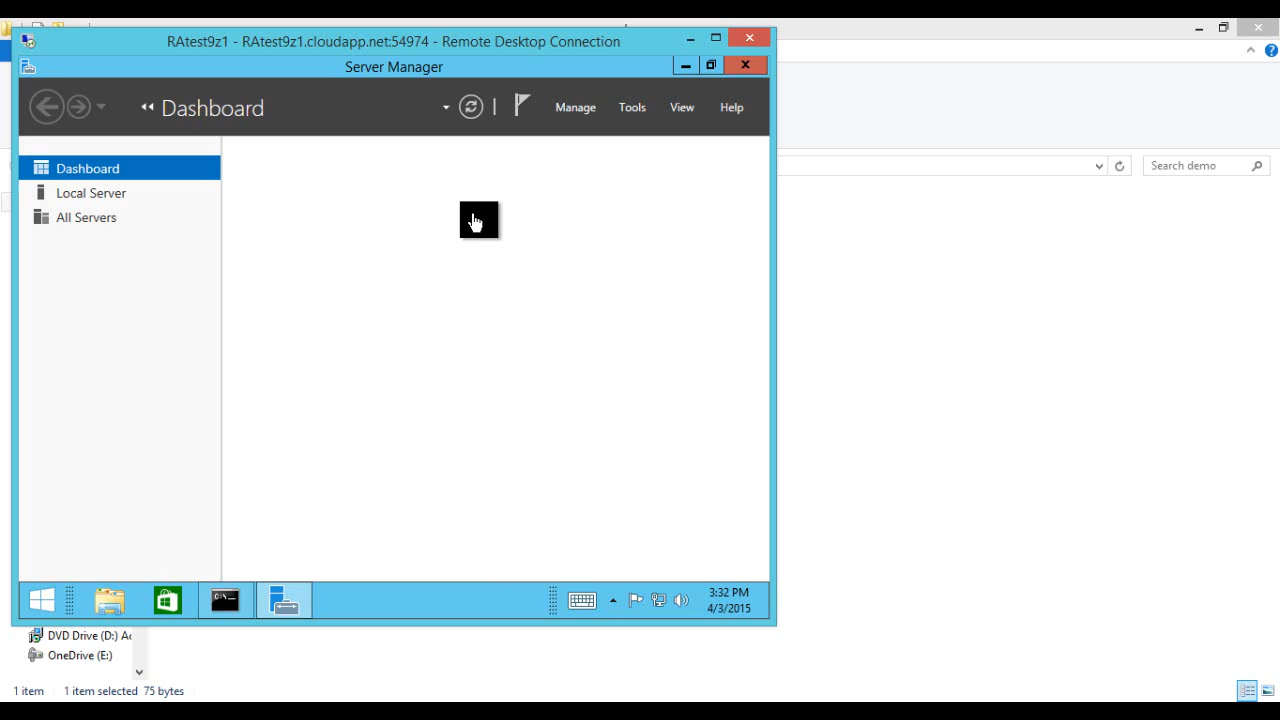 RAtest9z1 - RAtest9z1.cloudapp.net:54974 - Remote Desktop Connection
Server Manager
Dashboard
Manage Tools View Help
Search demo
Dashboard
Local Server
All Servers
3:32 PM
4/3/2015
DVD Drive (D:) Ac
OneDrive (E:)
1 item 1 item selected 75 bytes